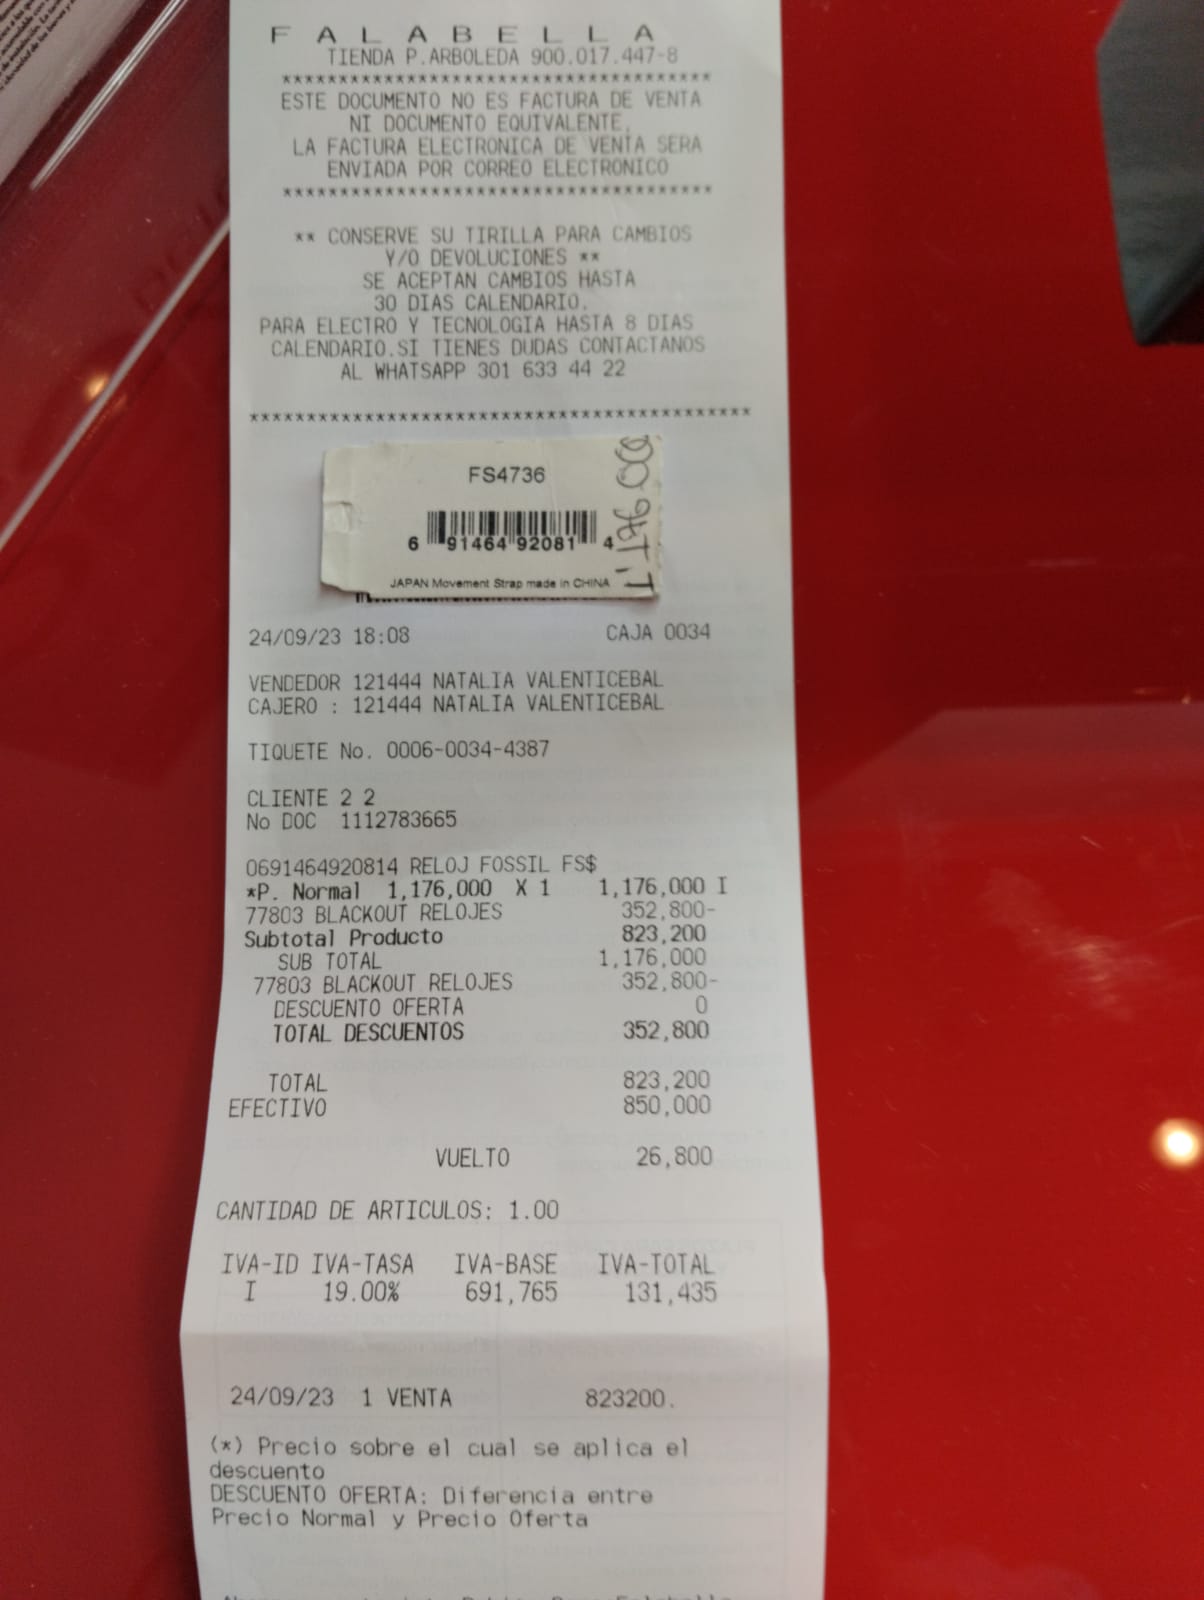 F A L A B E L L A
TIENDA P.ARBOLEDA 900.017.447-8
**************************************
ESTE DOCUMENTO NO ES FACTURA DE VENTA
NI DOCUMENTO EQUIVALENTE,
LA FACTURA ELECTRONICA DE VENTA SERA
ENVIADA POR CORREO ELECTRONICO
**************************************
** CONSERVE SU TIRILLA PARA CAMBIOS
Y/O DEVOLUCIONES **
SE ACEPTAN CAMBIOS HASTA
30 DIAS CALENDARIO.
PARA ELECTRO Y TECNOLOGIA HASTA 8 DIAS
CALENDARIO.SI TIENES DUDAS CONTACTANOS
AL WHATSAPP 301 633 44 22
********************************************
FS4736
6 91464 92081 4
JAPAN Movement Strap made in CHINA
24/09/23 18:08 CAJA 0034
VENDEDOR 121444 NATALIA VALENTICEBAL
CAJERO : 121444 NATALIA VALENTICEBAL
TIQUETE No. 0006-0034-4387
CLIENTE 2 2
No DOC 1112783665
0691464920814 RELOJ FOSSIL FS$
*P. Normal 1,176,000 X 1 1,176,000 I
77803 BLACKOUT RELOJES 352,800-
Subtotal Producto 823,200
SUB TOTAL 1,176,000
77803 BLACKOUT RELOJES 352,800-
DESCUENTO OFERTA 0
TOTAL DESCUENTOS 352,800
TOTAL 823,200
EFECTIVO 850,000
VUELTO 26,800
CANTIDAD DE ARTICULOS: 1.00
IVA-ID IVA-TASA IVA-BASE IVA-TOTAL
I 19.00% 691,765 131,435
24/09/23 1 VENTA 823200.
(*) Precio sobre el cual se aplica el
descuento
DESCUENTO OFERTA: Diferencia entre
Precio Normal y Precio Oferta